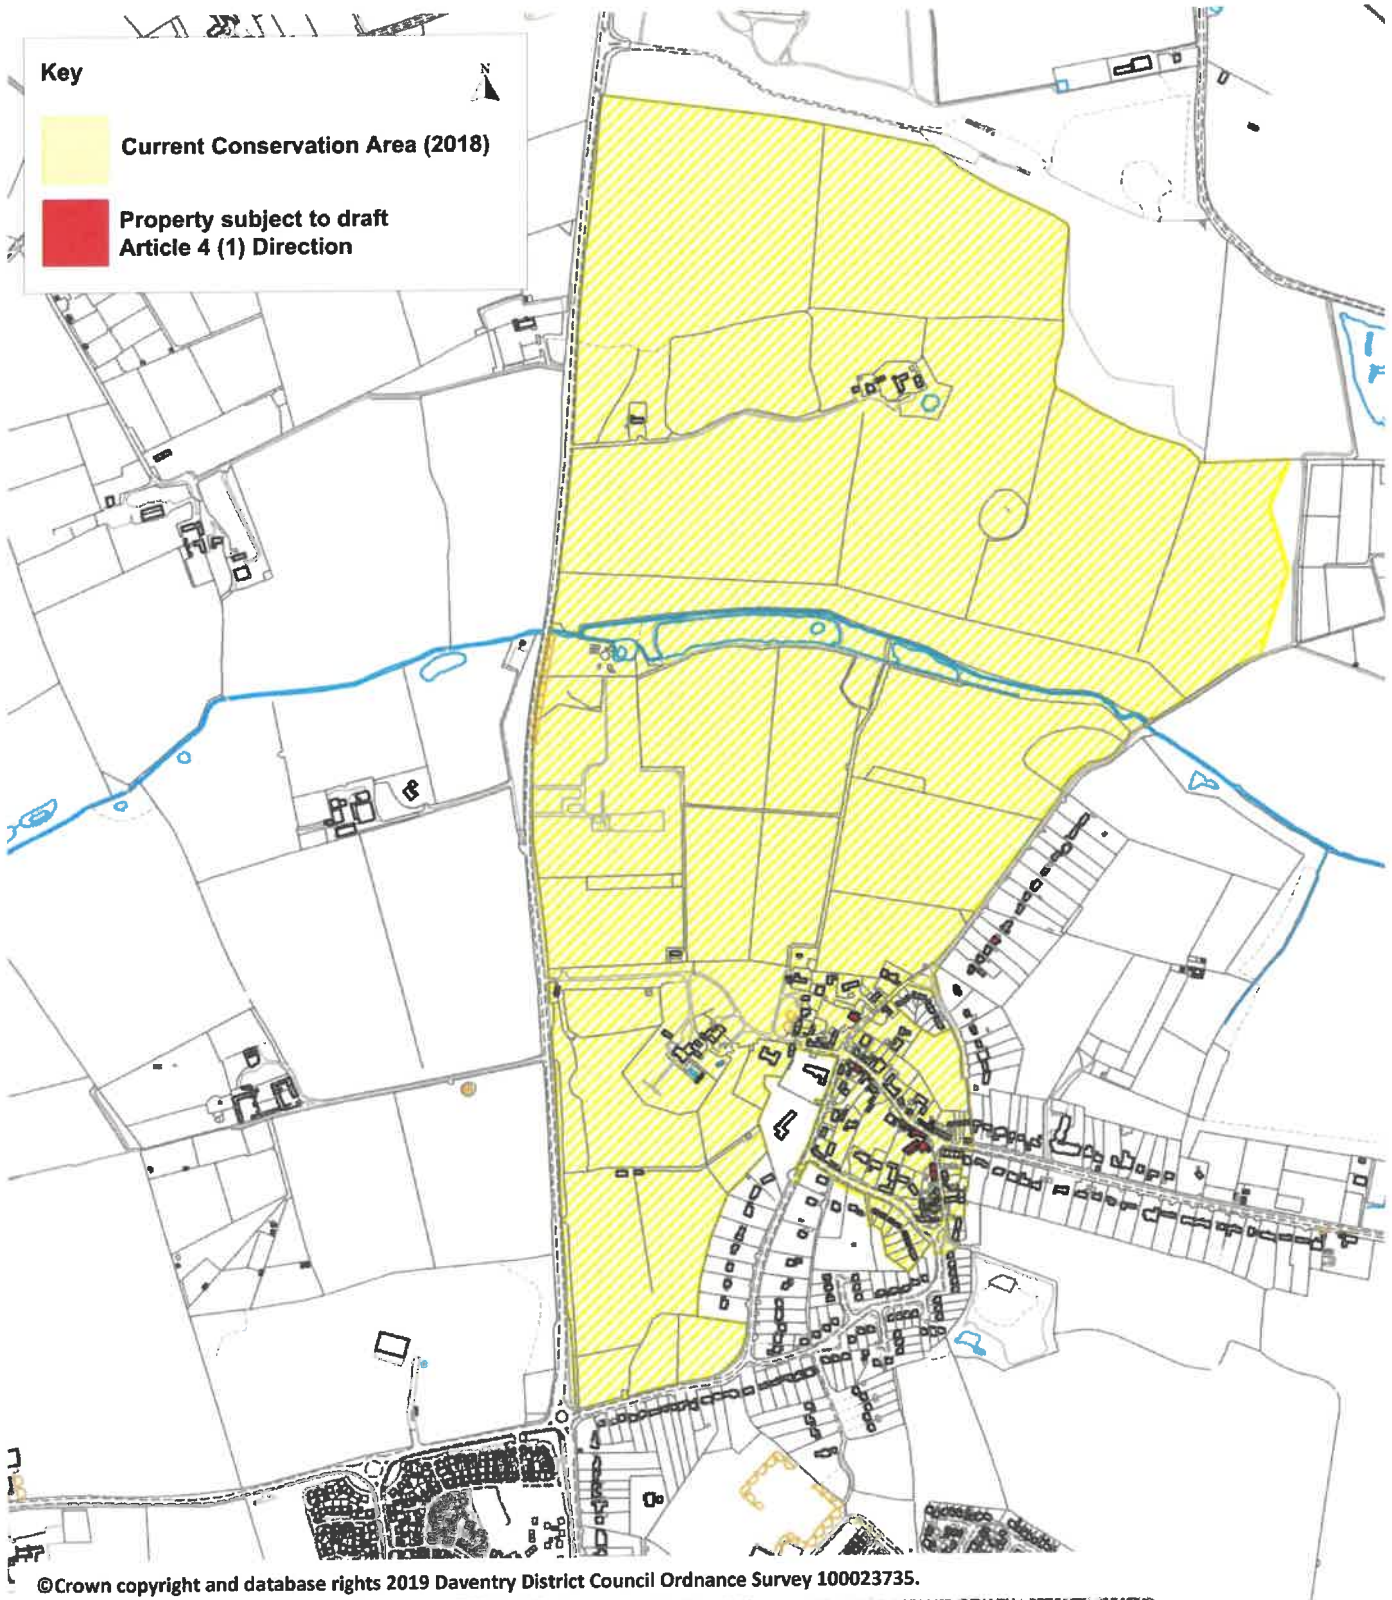 Key
N
Current Conservation Area (2018)
Property subject to draft
Article 4 (1) Direction
©Crown copyright and database rights 2019 Daventry District Council Ordnance Survey 100023735.